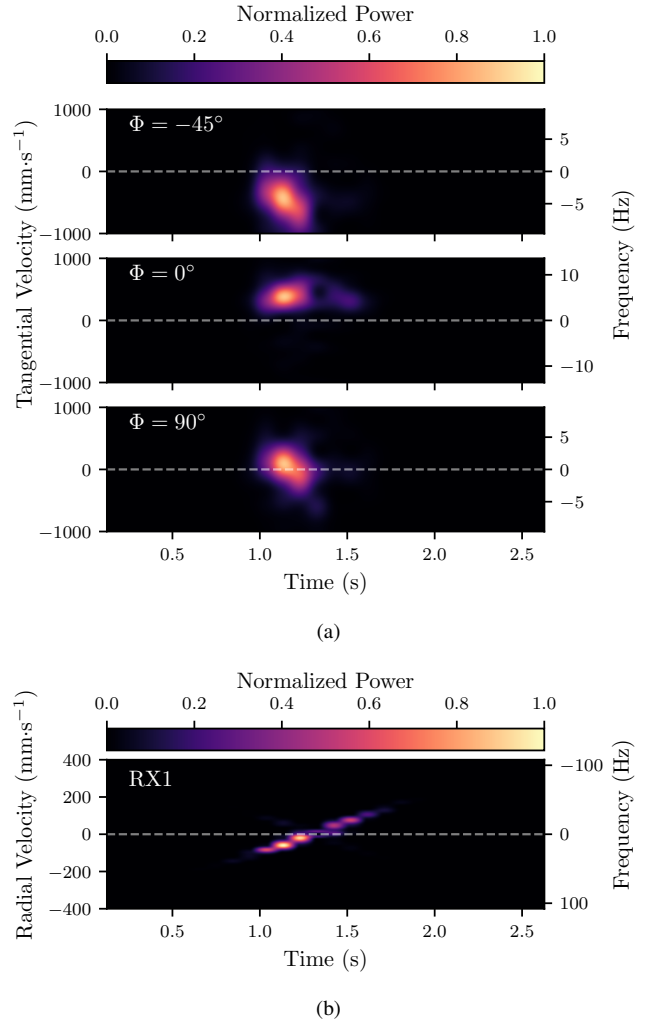 Normalized Power
0.0 0.2 0.4 0.6 0.8 1.0
Tangential Velocity (mm·s⁻¹)
1000
0
−1000
Φ = −45°
5
0
−5
1000
0
−1000
Φ = 0°
10
0
−10
1000
0
−1000
Φ = 90°
5
0
−5
Frequency (Hz)
0.5 1.0 1.5 2.0 2.5
Time (s)
(a)
Normalized Power
0.0 0.2 0.4 0.6 0.8 1.0
Radial Velocity (mm·s⁻¹)
400
200
0
−200
−400
RX1
−100
0
100
Frequency (Hz)
0.5 1.0 1.5 2.0 2.5
Time (s)
(b)